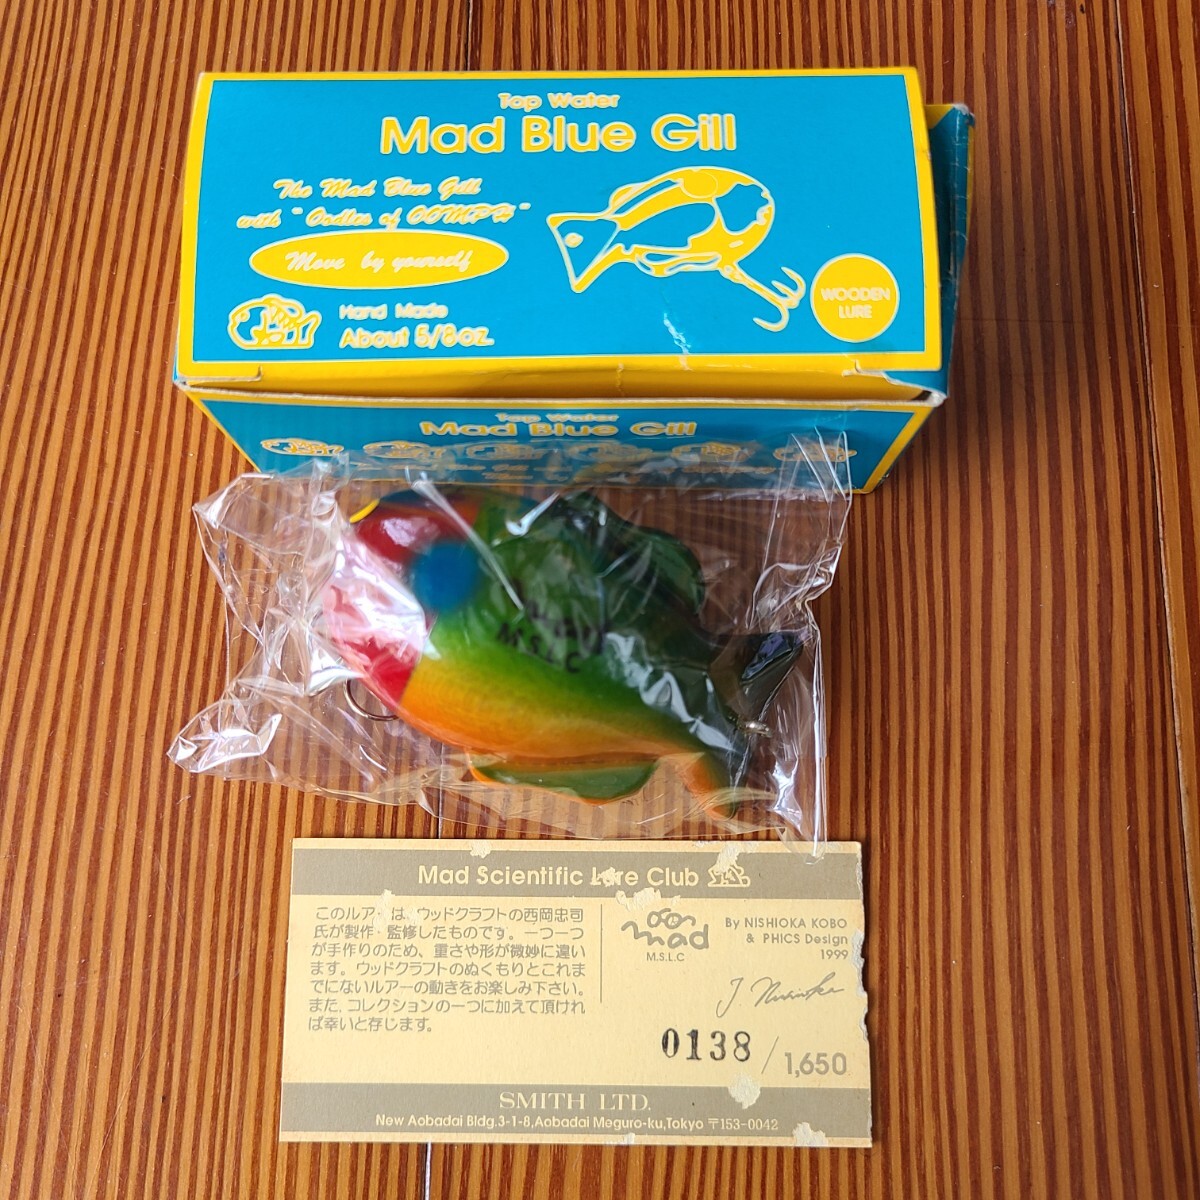 Top Water
Mad Blue Gill
The Mad Blue Gill
with "Oodles of OOMPH"
Move by yourself
Hand Made
About 5/8oz.
WOODEN
LURE
Top Water
Mad Blue Gill
M.S.L.C
Mad Scientific Lure Club
このルアーは、ウッドクラフトの西岡忠司
氏が製作・監修したものです。一つ一つ
が手作りのため、重さや形が微妙に違い
ます。ウッドクラフトのぬくもりとこれま
でにないルアーの動きをお楽しみ下さい。
また、コレクションの一つに加えて頂けれ
ば幸いと存じます。
mad
M.S.L.C
By NISHIOKA KOBO
& PHICS Design
1999
0138 / 1,650
SMITH LTD.
New Aobadai Bldg.3-1-8,Aobadai Meguro-ku,Tokyo 〒153-0042